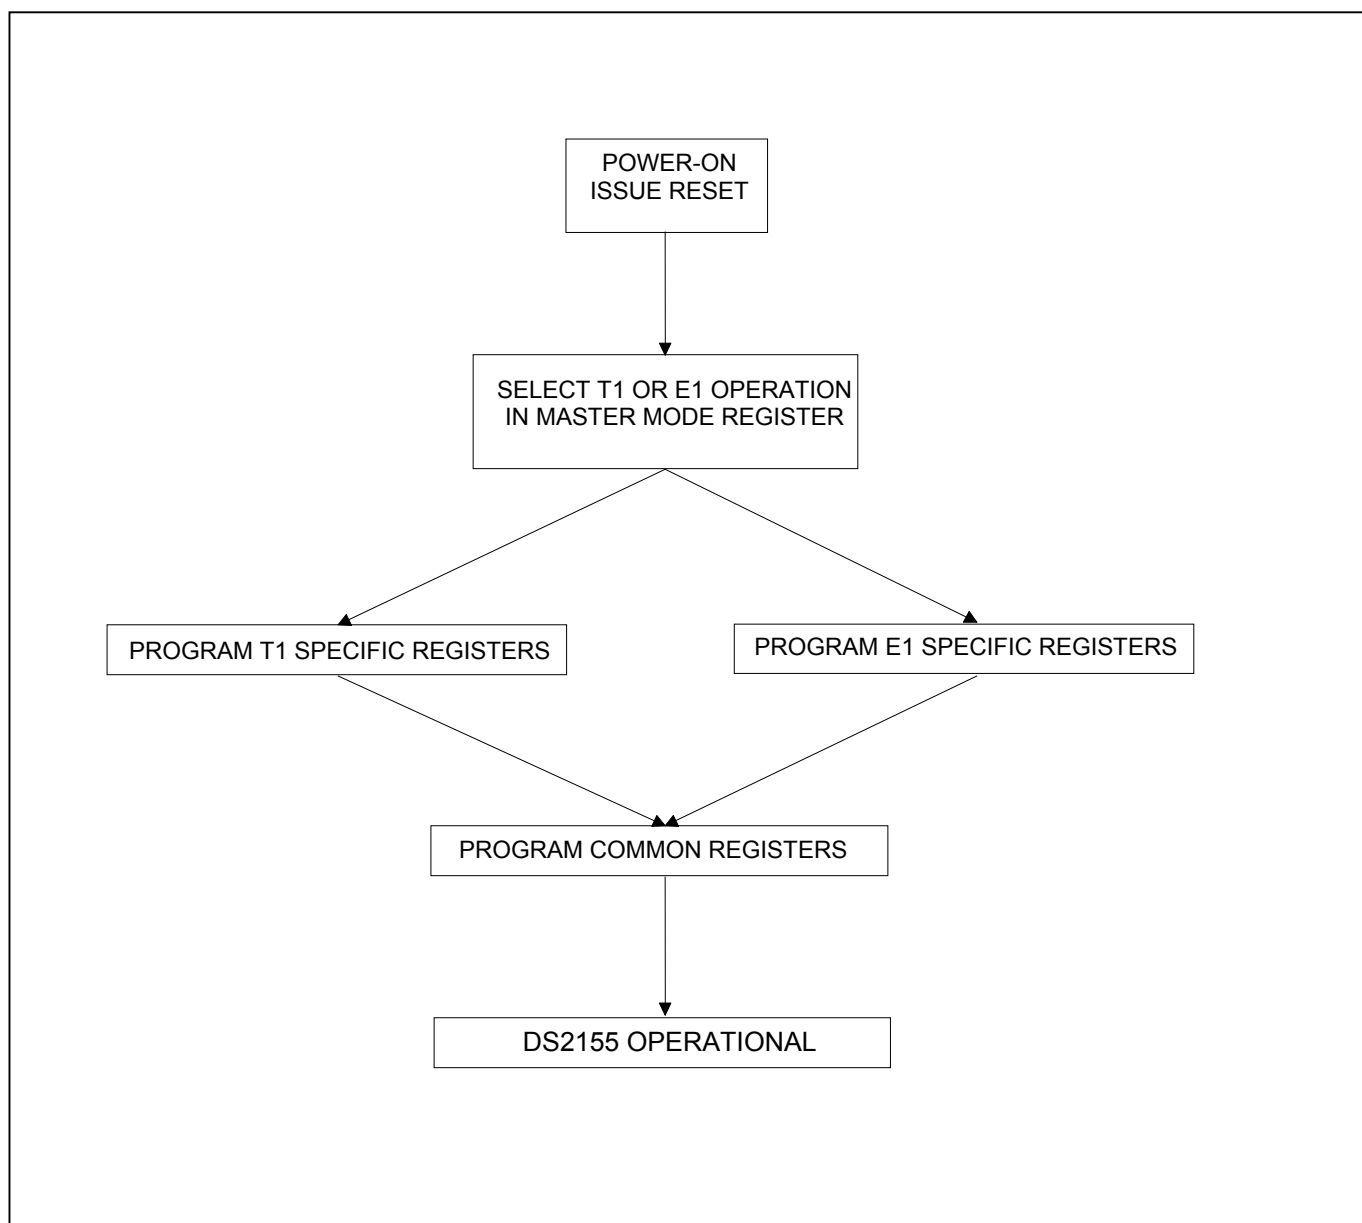 POWER-ON
ISSUE RESET
SELECT T1 OR E1 OPERATION
IN MASTER MODE REGISTER
PROGRAM T1 SPECIFIC REGISTERS
PROGRAM E1 SPECIFIC REGISTERS
PROGRAM COMMON REGISTERS
DS2155 OPERATIONAL